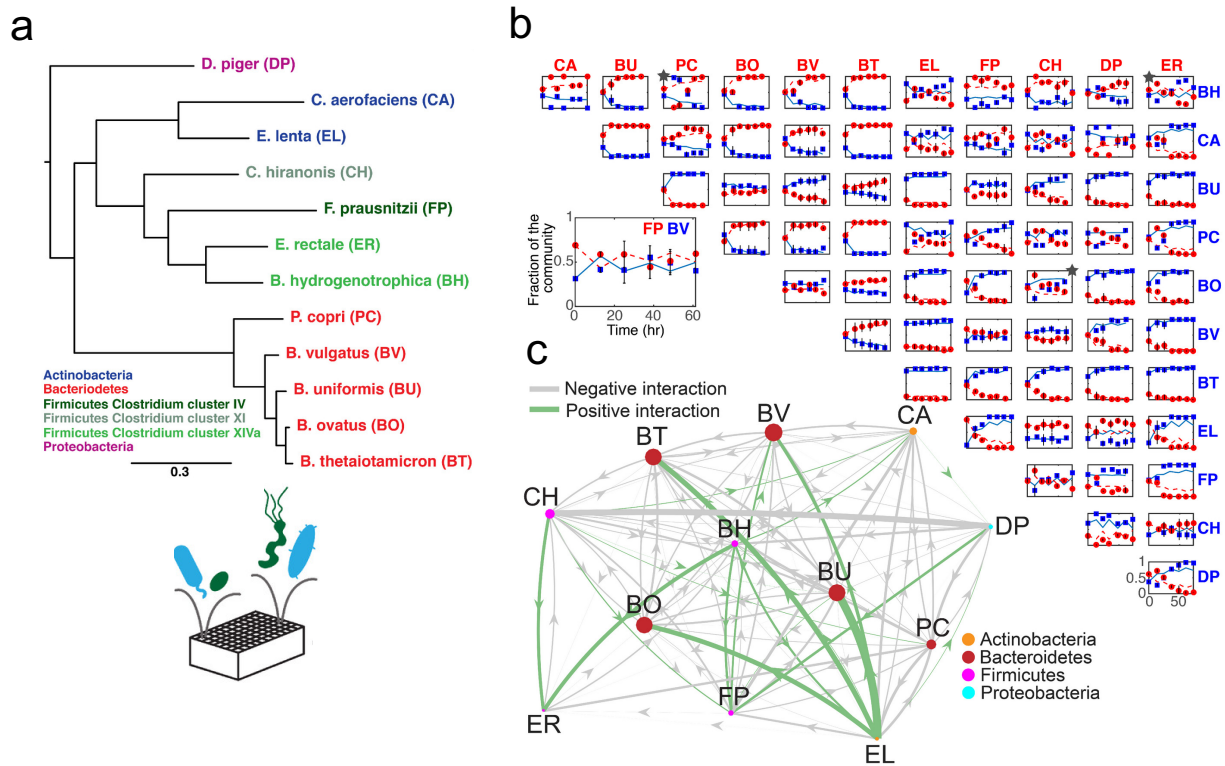 a
D. piger (DP)
C. aerofaciens (CA)
E. lenta (EL)
C. hiranonis (CH)
F. prausnitzii (FP)
E. rectale (ER)
B. hydrogenotrophica (BH)
P. copri (PC)
B. vulgatus (BV)
B. uniformis (BU)
B. ovatus (BO)
B. thetaiotamicron (BT)
Actinobacteria
Bacteriodetes
Firmicutes Clostridium cluster IV
Firmicutes Clostridium cluster XI
Firmicutes Clostridium cluster XIVa
Proteobacteria
0.3
b
CA BU PC BO BV BT EL FP CH DP ER
BH
CA
BU
PC
BO
BV
BT
EL
FP
CH
DP
Fraction of the
community
1
0.5
0
FP BV
0 20 40 60
Time (hr)
1
0.5
0
0 50
c
Negative interaction
Positive interaction
BV
CA
BT
CH
DP
BH
BU
BO
PC
FP
ER
EL
Actinobacteria
Bacteroidetes
Firmicutes
Proteobacteria